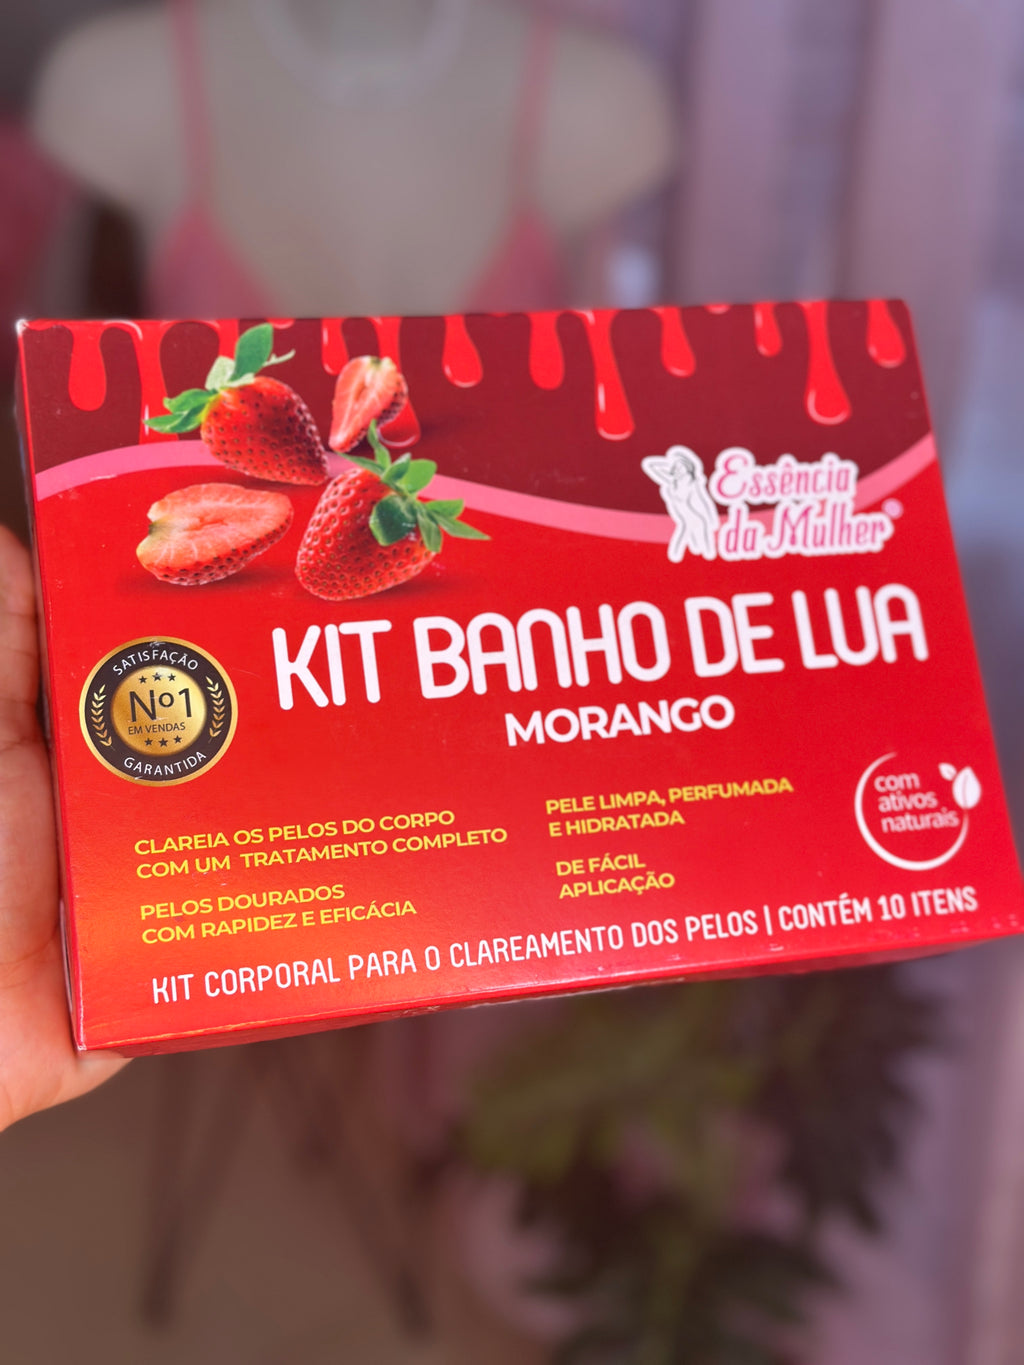 Essência
da Mulher®
KIT BANHO DE LUA
MORANGO
SATISFAÇÃO
Nº1
EM VENDAS
GARANTIDA
CLAREIA OS PELOS DO CORPO
COM UM TRATAMENTO COMPLETO
PELOS DOURADOS
COM RAPIDEZ E EFICÁCIA
PELE LIMPA, PERFUMADA
E HIDRATADA
DE FÁCIL
APLICAÇÃO
com
ativos
naturais
KIT CORPORAL PARA O CLAREAMENTO DOS PELOS | CONTÉM 10 ITENS